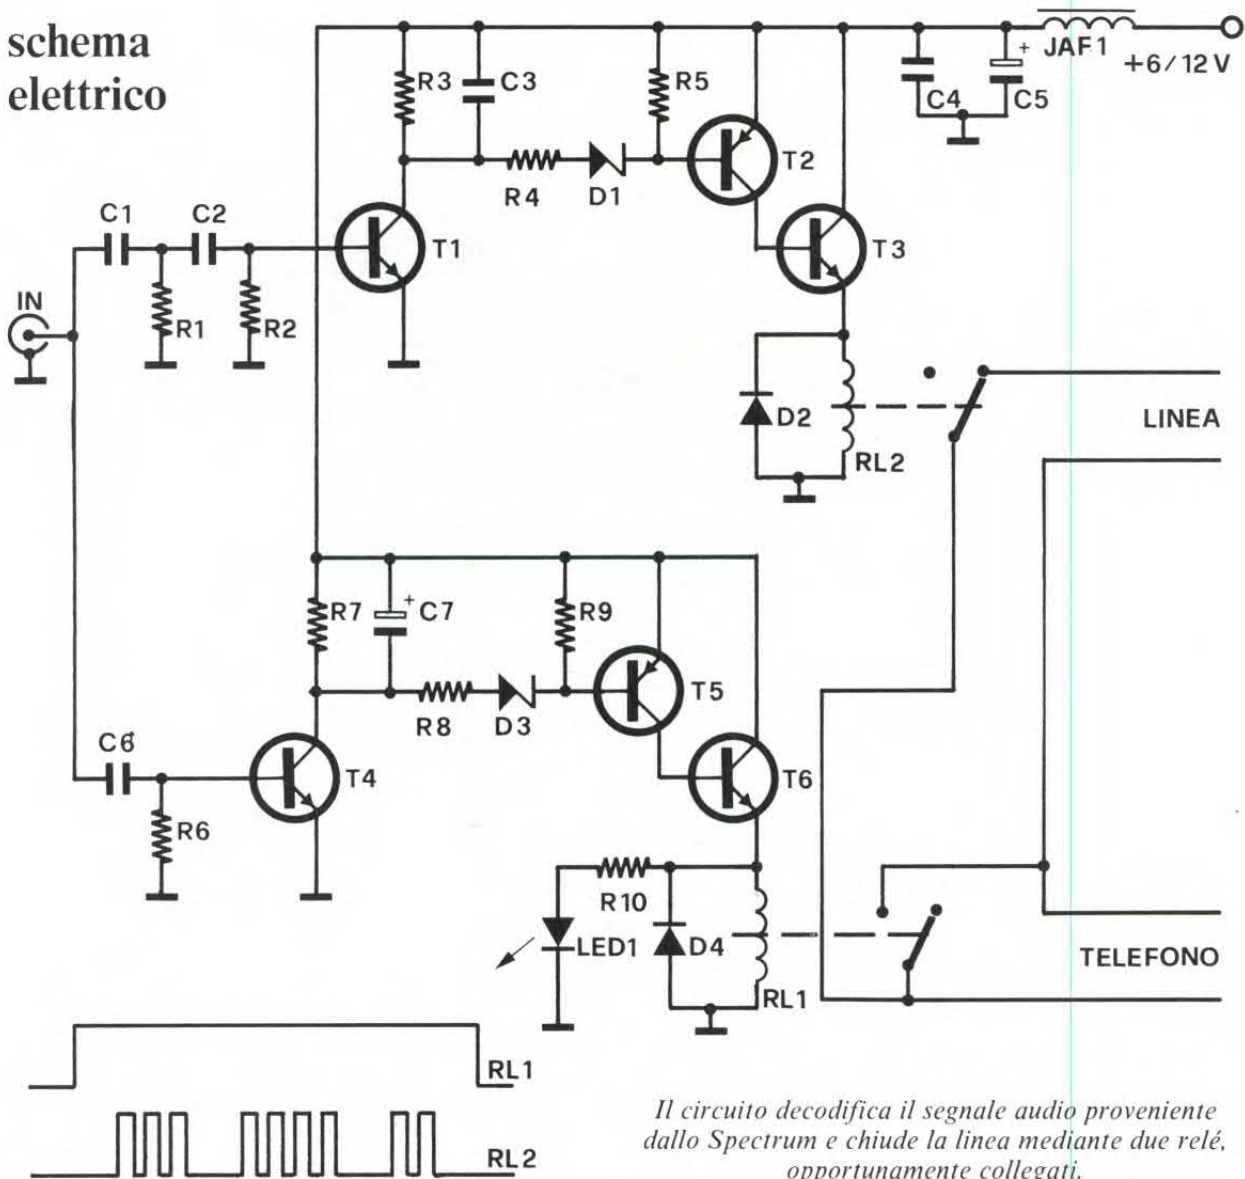 schema
elettrico
R3
C3
R5
C4
+
C5
JAF1
+6/12 V
R4
D1
T2
C1
C2
T1
T3
IN
R1
R2
D2
RL2
LINEA
R7
+
C7
R9
R8
D3
T5
C6
T4
T6
R6
R10
LED1
D4
RL1
TELEFONO
RL1
RL2
Il circuito decodifica il segnale audio proveniente
dallo Spectrum e chiude la linea mediante due relé,
opportunamente collegati.